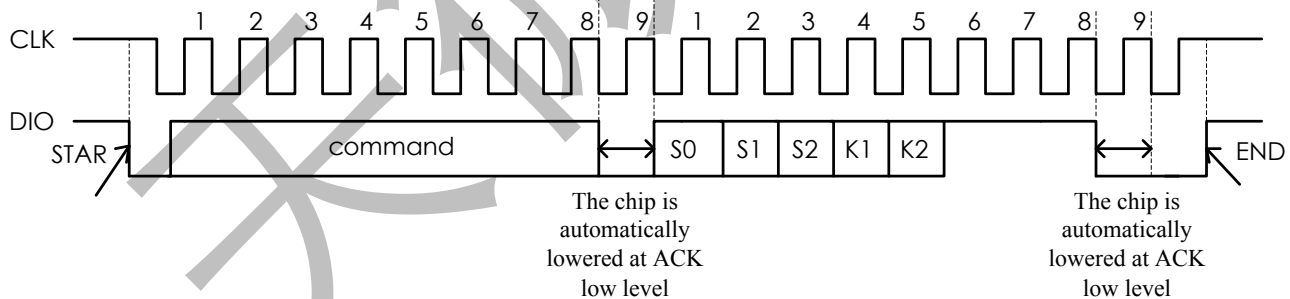 1 2 3 4 5 6 7 8 9 1 2 3 4 5 6 7 8 9
CLK
DIO
STAR
command
S0 S1 S2 K1 K2
END
The chip is
automatically
lowered at ACK
low level
The chip is
automatically
lowered at ACK
low level